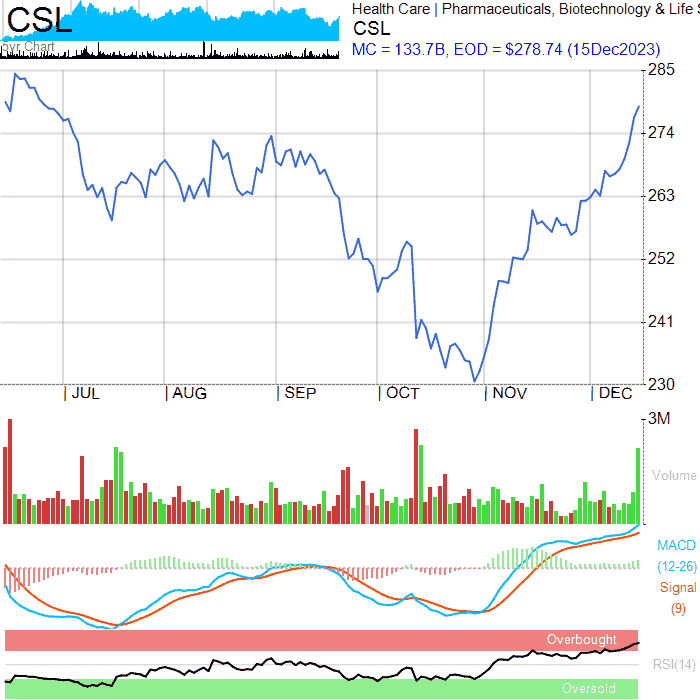 CSL
5yr Chart
Health Care | Pharmaceuticals, Biotechnology & Life S
CSL
MC = 133.7B, EOD = $278.74 (15Dec2023)
285
274
263
252
241
230
JUL
AUG
SEP
OCT
NOV
DEC
3M
Volume
MACD
(12-26)
Signal
(9)
Overbought
RSI(14)
Oversold